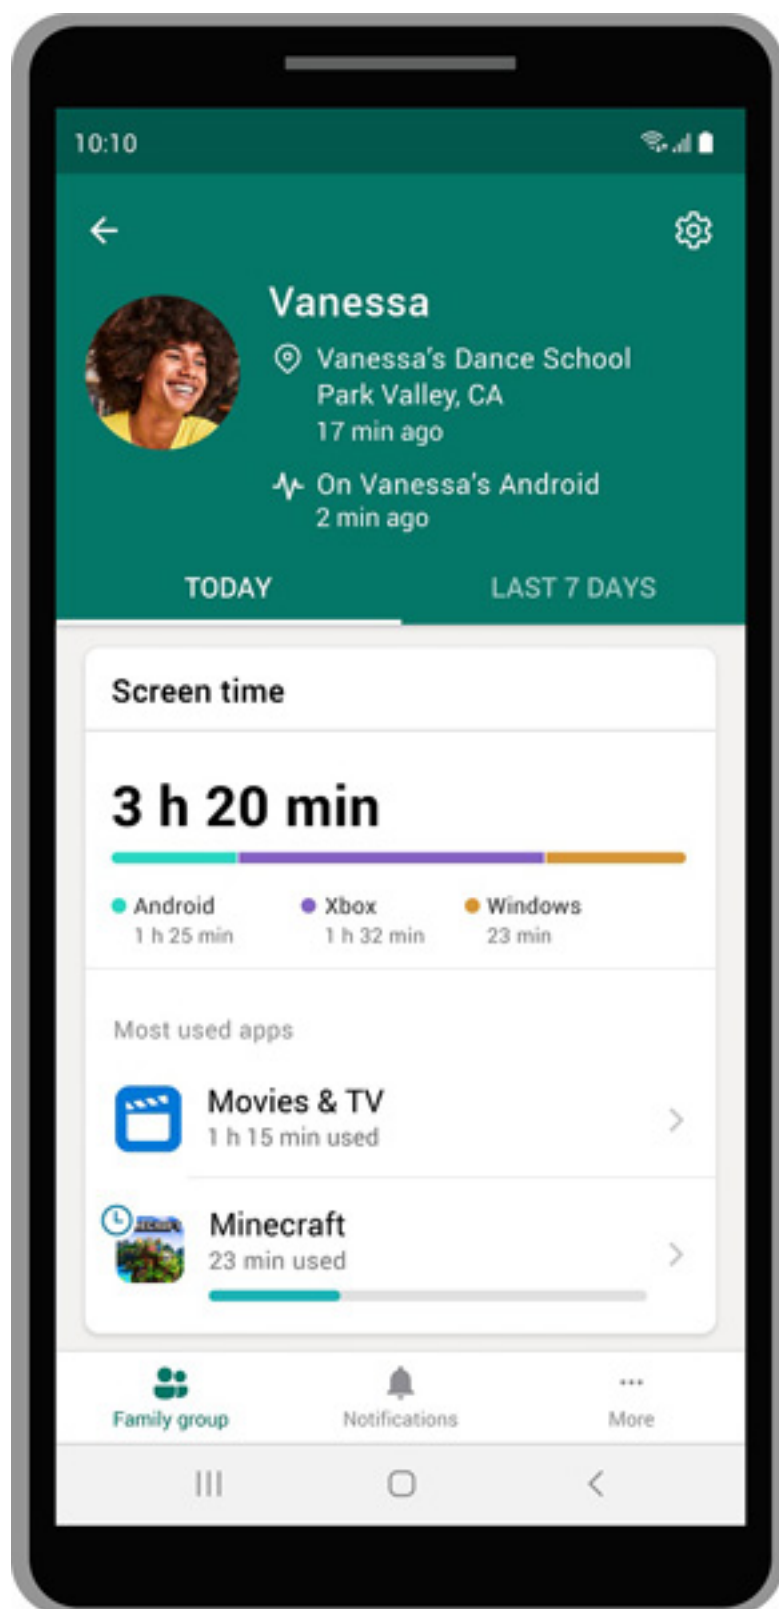 10:10
Vanessa
Vanessa's Dance School
Park Valley, CA
17 min ago
On Vanessa's Android
2 min ago
TODAY
LAST 7 DAYS
Screen time
3 h 20 min
Android
Xbox
Windows
1 h 25 min
1 h 32 min
23 min
Most used apps
Movies & TV
1 h 15 min used
Minecraft
23 min used
Family group
Notifications
More